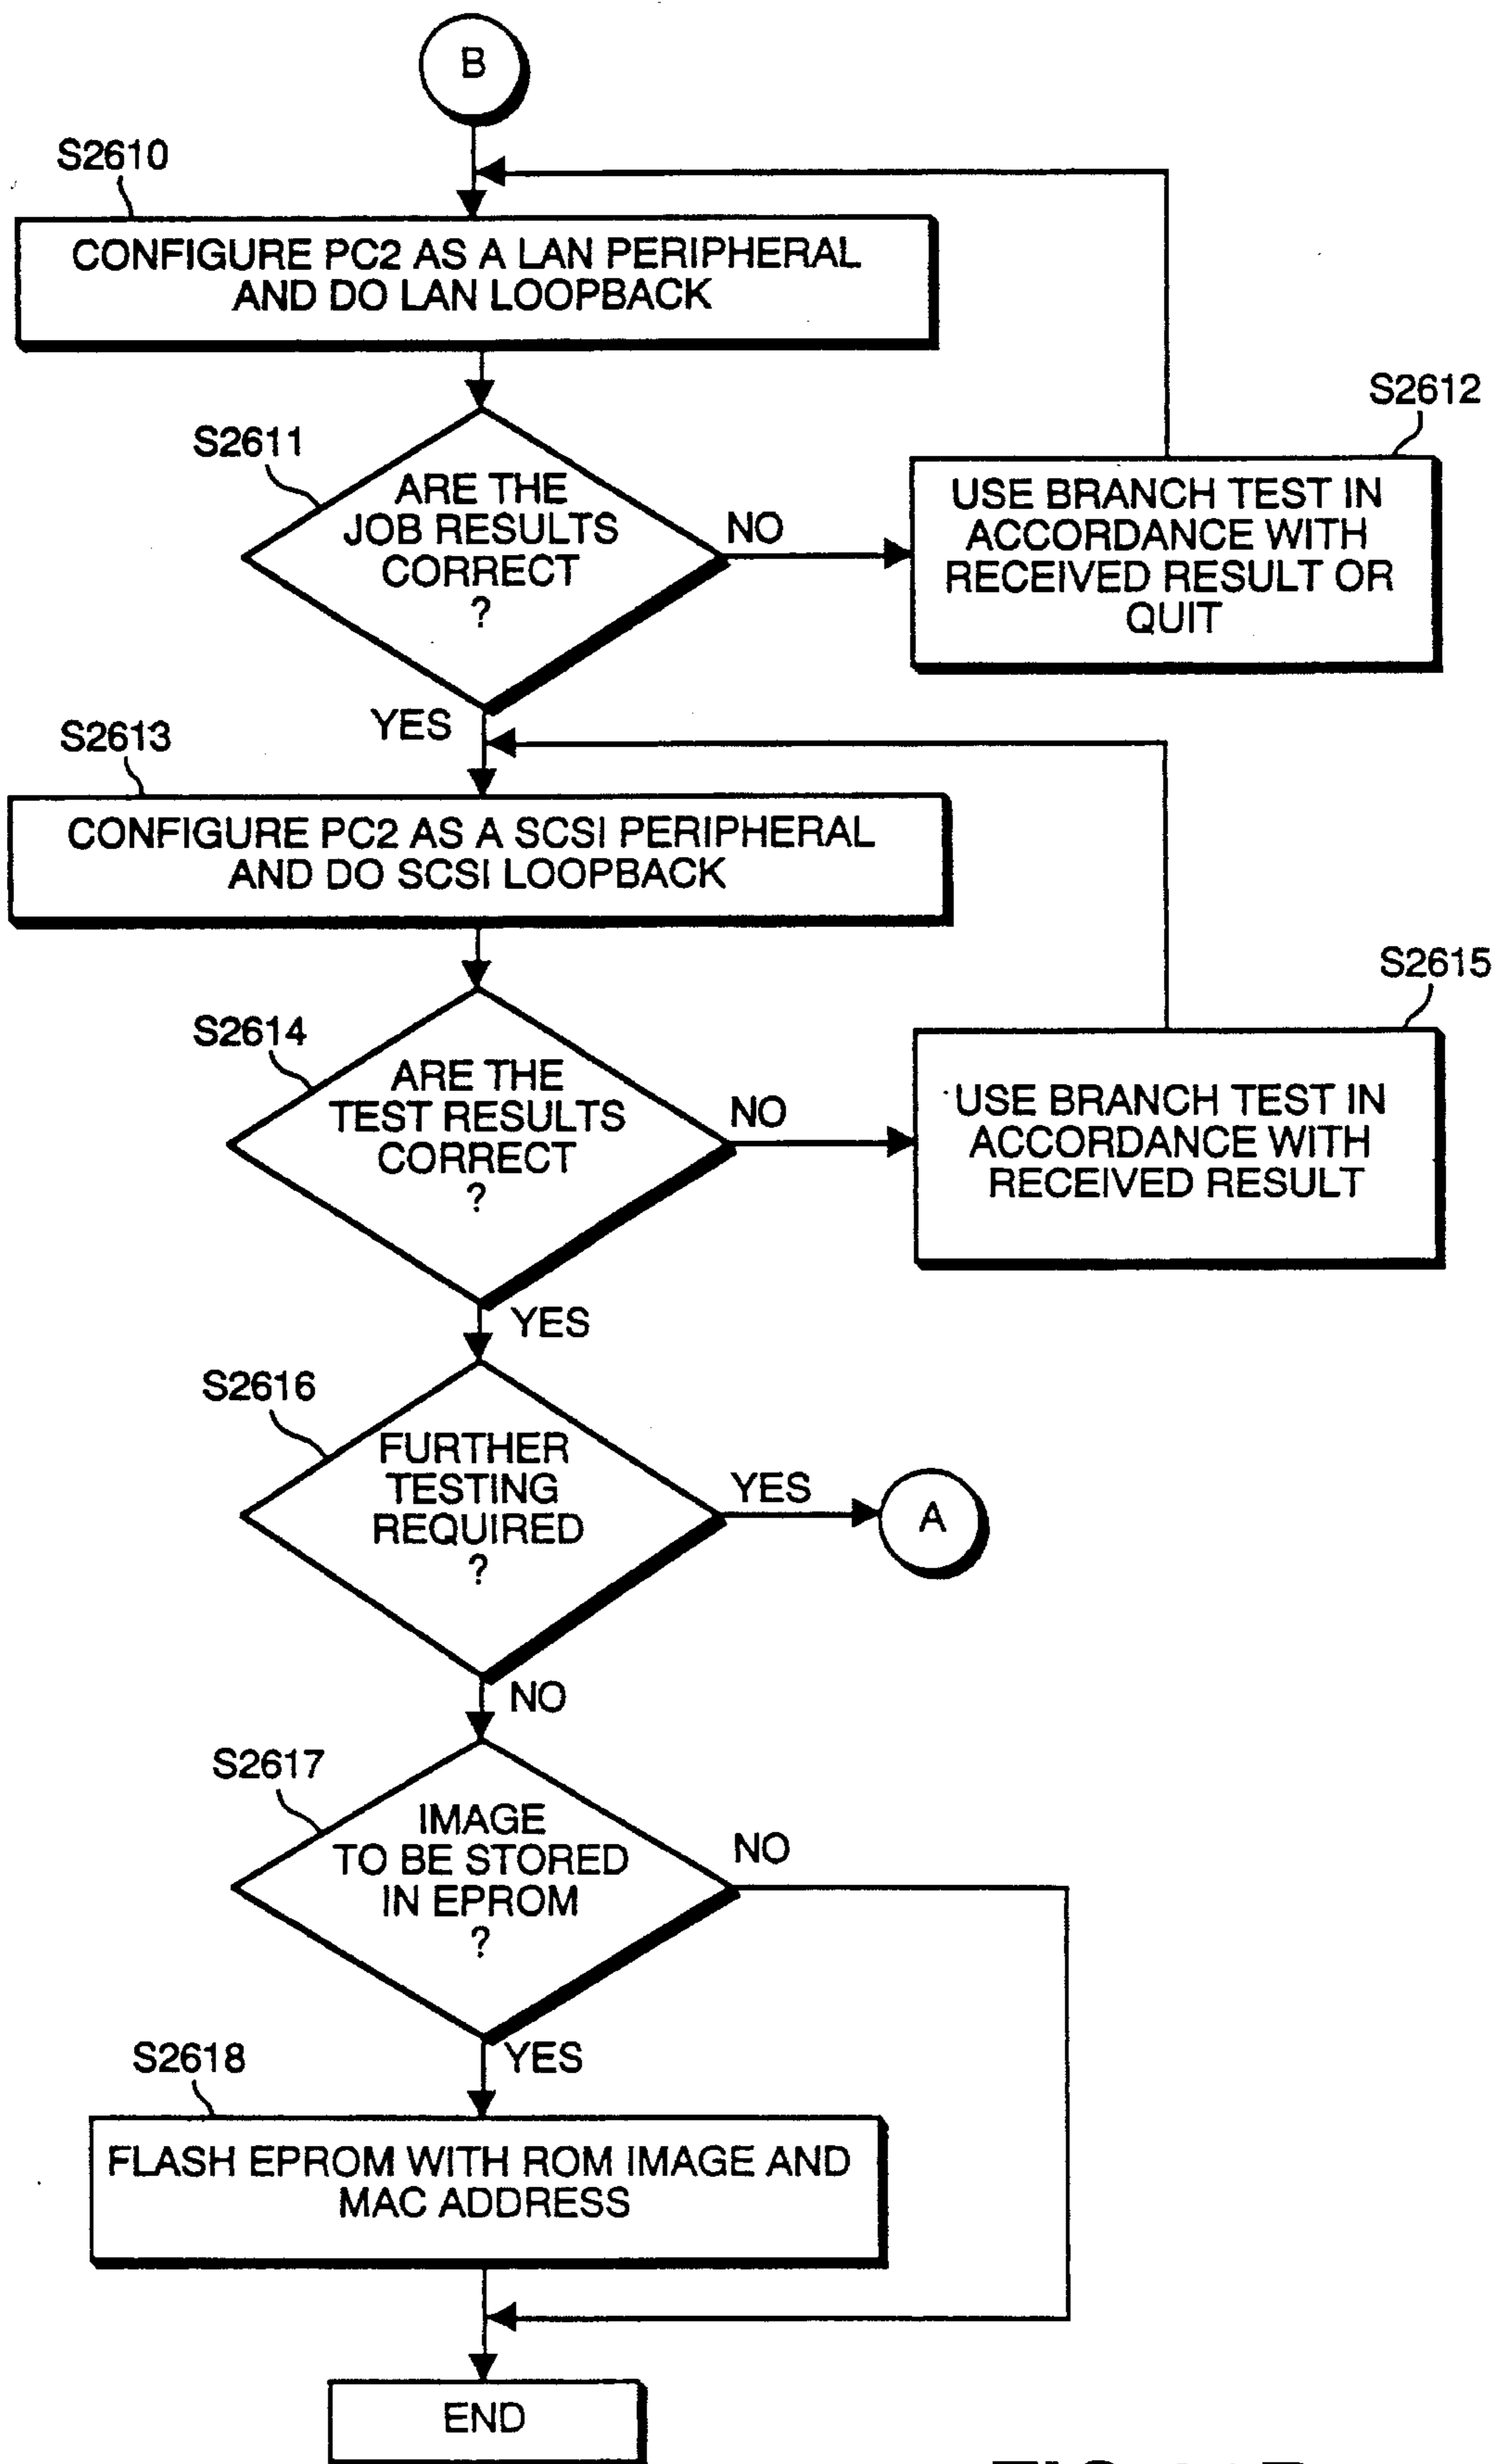 B
S2610
CONFIGURE PC2 AS A LAN PERIPHERAL
AND DO LAN LOOPBACK
S2611
ARE THE
JOB RESULTS
CORRECT
?
NO
S2612
USE BRANCH TEST IN
ACCORDANCE WITH
RECEIVED RESULT OR
QUIT
YES
S2613
CONFIGURE PC2 AS A SCSI PERIPHERAL
AND DO SCSI LOOPBACK
S2614
ARE THE
TEST RESULTS
CORRECT
?
NO
S2615
USE BRANCH TEST IN
ACCORDANCE WITH
RECEIVED RESULT
YES
S2616
FURTHER
TESTING
REQUIRED
?
YES
A
NO
S2617
IMAGE
TO BE STORED
IN EPROM
?
NO
YES
S2618
FLASH EPROM WITH ROM IMAGE AND
MAC ADDRESS
END